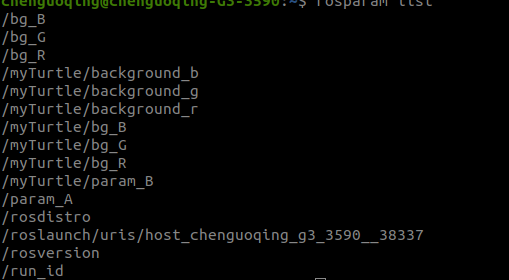 chenguoqing@chenguoqing-G3-3590:~$ rosparam list
/bg_B
/bg_G
/bg_R
/myTurtle/background_b
/myTurtle/background_g
/myTurtle/background_r
/myTurtle/bg_B
/myTurtle/bg_G
/myTurtle/bg_R
/myTurtle/param_B
/param_A
/rosdistro
/roslaunch/uris/host_chenguoqing_g3_3590__38337
/rosversion
/run_id